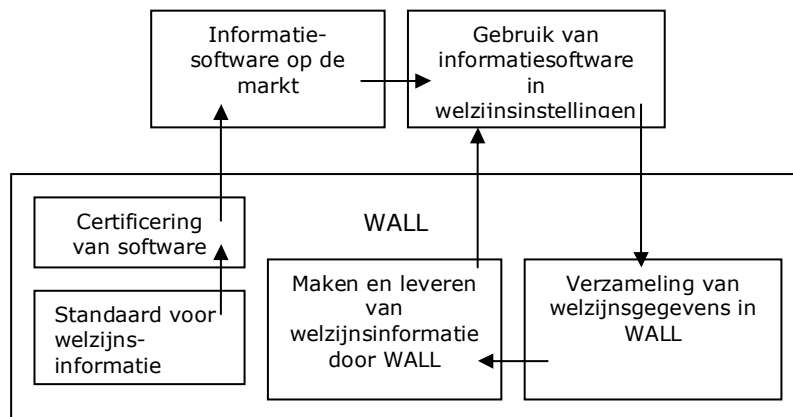 Informatie-
software op de
markt
Gebruik van
informatiesoftware
in
welzijnsinstellingen
Certificering
van software
WALL
Standaard voor
welzijns-
informatie
Maken en leveren
van
welzijnsinformatie
door WALL
Verzameling van
welzijnsgegevens in
WALL